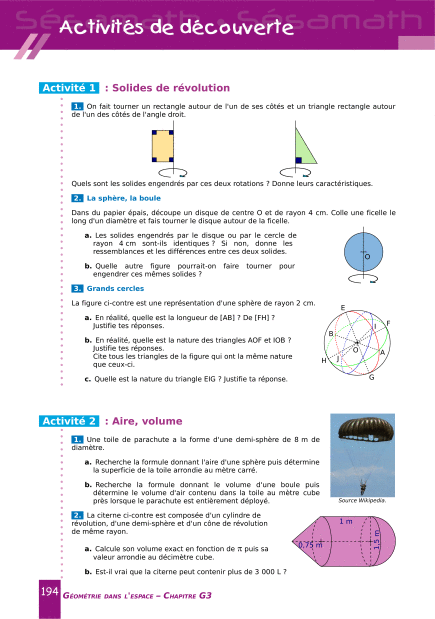 Sésamath - Sésamath
Activités de découverte
Activité 1 : Solides de révolution
1. On fait tourner un rectangle autour de l'un de ses côtés et un triangle rectangle autour
de l'un des côtés de l'angle droit.
Quels sont les solides engendrés par ces deux rotations ? Donne leurs caractéristiques.
2. La sphère, la boule
Dans du papier épais, découpe un disque de centre O et de rayon 4 cm. Colle une ficelle le
long d'un diamètre et fais tourner le disque autour de la ficelle.
a. Les solides engendrés par le disque ou par le cercle de
rayon 4 cm sont-ils identiques ? Si non, donne les
ressemblances et les différences entre ces deux solides.
b. Quelle autre figure pourrait-on faire tourner pour
engendrer ces mêmes solides ?
O
3. Grands cercles
La figure ci-contre est une représentation d'une sphère de rayon 2 cm.
a. En réalité, quelle est la longueur de [AB] ? De [FH] ?
Justifie tes réponses.
b. En réalité, quelle est la nature des triangles AOF et IOB ?
Justifie tes réponses.
Cite tous les triangles de la figure qui ont la même nature
que ceux-ci.
c. Quelle est la nature du triangle EIG ? Justifie ta réponse.
E
F
I
B
O
A
H
J
G
Activité 2 : Aire, volume
1. Une toile de parachute a la forme d'une demi-sphère de 8 m de
diamètre.
a. Recherche la formule donnant l'aire d'une sphère puis détermine
la superficie de la toile arrondie au mètre carré.
b. Recherche la formule donnant le volume d'une boule puis
détermine le volume d'air contenu dans la toile au mètre cube
près lorsque le parachute est entièrement déployé.
Source Wikipedia.
2. La citerne ci-contre est composée d'un cylindre de
révolution, d'une demi-sphère et d'un cône de révolution
de même rayon.
a. Calcule son volume exact en fonction de π puis sa
valeur arrondie au décimètre cube.
b. Est-il vrai que la citerne peut contenir plus de 3 000 L ?
1 m
0,75 m
1,5 m
194 GÉOMÉTRIE DANS L'ESPACE – CHAPITRE G3